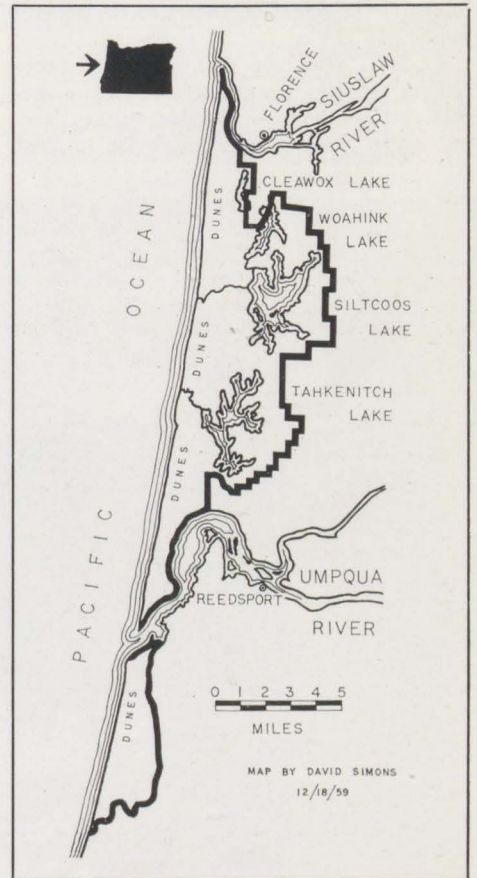 FLORENCE
SIUSLAW
RIVER
CLEAWOX LAKE
DUNES
WOAHINK
LAKE
OCEAN
SILTCOOS
LAKE
DUNES
TAHKENITCH
LAKE
DUNES
PACIFIC
UMPQUA
REEDSPORT
RIVER
DUNES
0 1 2 3 4 5
MILES
MAP BY DAVID SIMONS
12/18/59